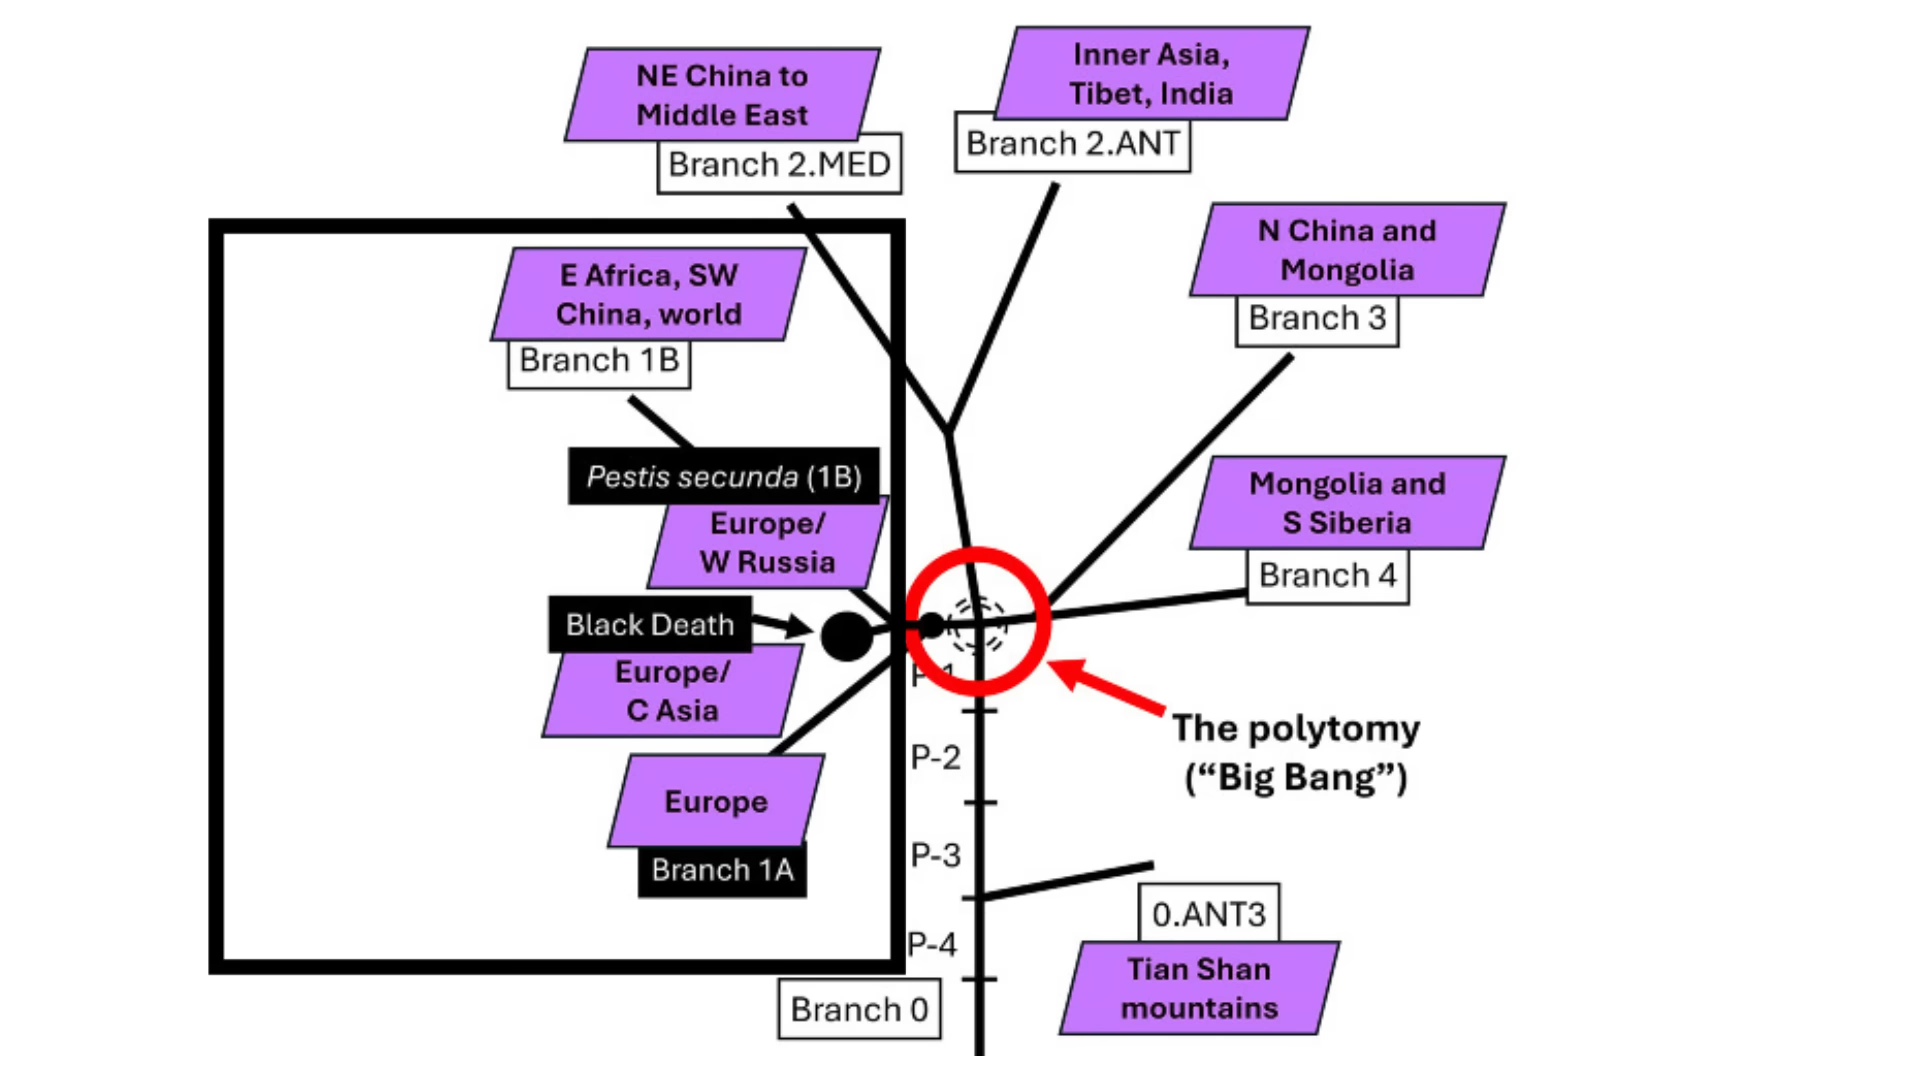 NE China to
Middle East
Branch 2.MED
Inner Asia,
Tibet, India
Branch 2.ANT
E Africa, SW
China, world
Branch 1B
N China and
Mongolia
Branch 3
Pestis secunda (1B)
Europe/
W Russia
Mongolia and
S Siberia
Branch 4
Black Death
Europe/
C Asia
P-1
The polytomy
(“Big Bang”)
P-2
Europe
Branch 1A
P-3
0.ANT3
Tian Shan
mountains
P-4
Branch 0